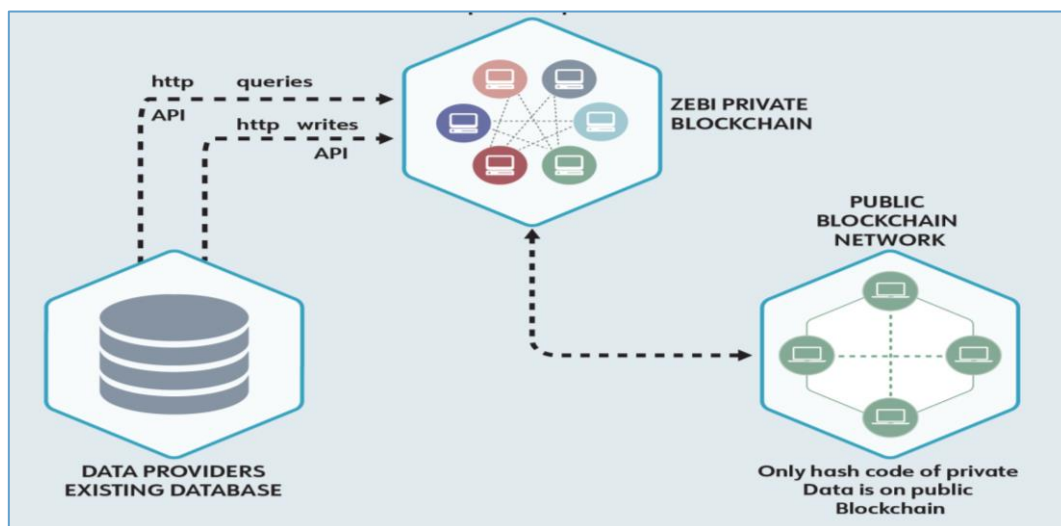 http queries
API
http writes
API
ZEBI PRIVATE
BLOCKCHAIN
PUBLIC
BLOCKCHAIN
NETWORK
DATA PROVIDERS
EXISTING DATABASE
Only hash code of private
Data is on public
Blockchain